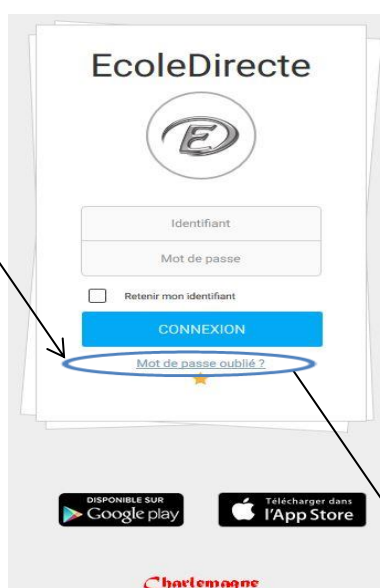 EcoleDirecte
E
Identifiant
Mot de passe
Retenir mon identifiant
CONNEXION
Mot de passe oublié ?
DISPONIBLE SUR
Google play
Télécharger dans
l'App Store
Charlemagne